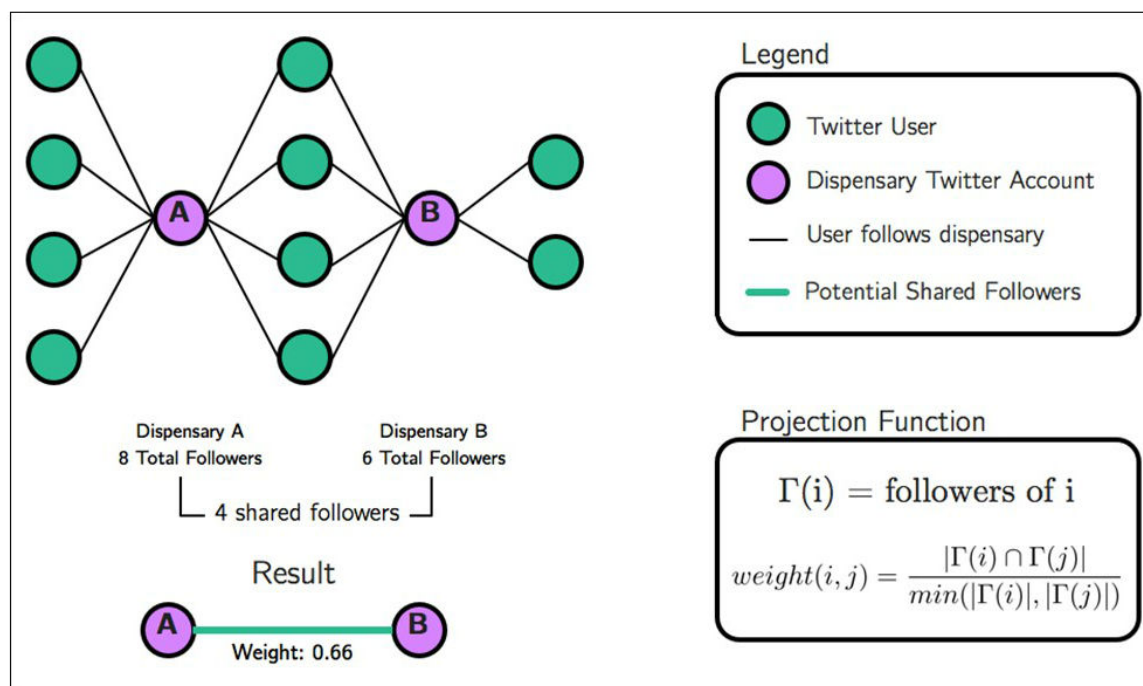 A
B
Dispensary A
8 Total Followers
Dispensary B
6 Total Followers
4 shared followers
Result
A
B
Weight: 0.66
Legend
Twitter User
Dispensary Twitter Account
User follows dispensary
Potential Shared Followers
Projection Function
Γ(i) = followers of i
weight(i, j) = |Γ(i) ∩ Γ(j)| / min(|Γ(i)|, |Γ(j)|)